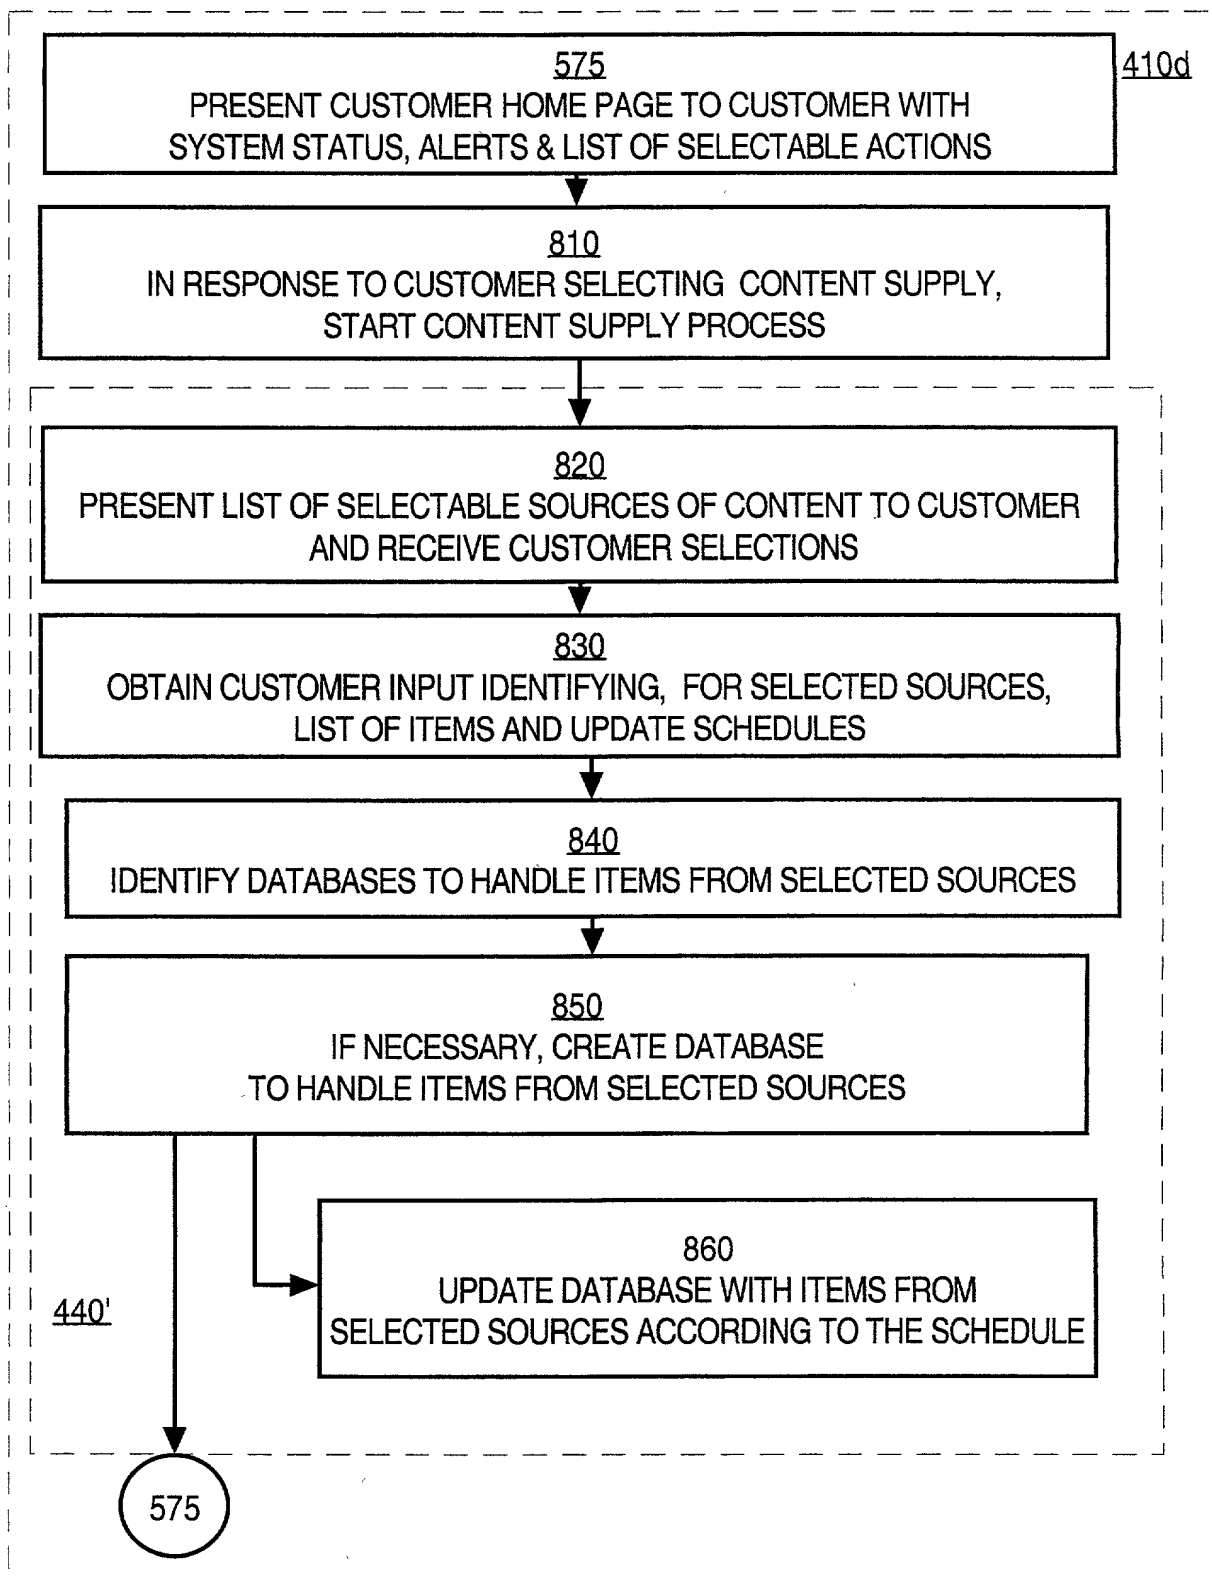 575
410d
PRESENT CUSTOMER HOME PAGE TO CUSTOMER WITH
SYSTEM STATUS, ALERTS & LIST OF SELECTABLE ACTIONS
810
IN RESPONSE TO CUSTOMER SELECTING CONTENT SUPPLY,
START CONTENT SUPPLY PROCESS
820
PRESENT LIST OF SELECTABLE SOURCES OF CONTENT TO CUSTOMER
AND RECEIVE CUSTOMER SELECTIONS
830
OBTAIN CUSTOMER INPUT IDENTIFYING, FOR SELECTED SOURCES,
LIST OF ITEMS AND UPDATE SCHEDULES
840
IDENTIFY DATABASES TO HANDLE ITEMS FROM SELECTED SOURCES
850
IF NECESSARY, CREATE DATABASE
TO HANDLE ITEMS FROM SELECTED SOURCES
860
UPDATE DATABASE WITH ITEMS FROM
SELECTED SOURCES ACCORDING TO THE SCHEDULE
440'
575